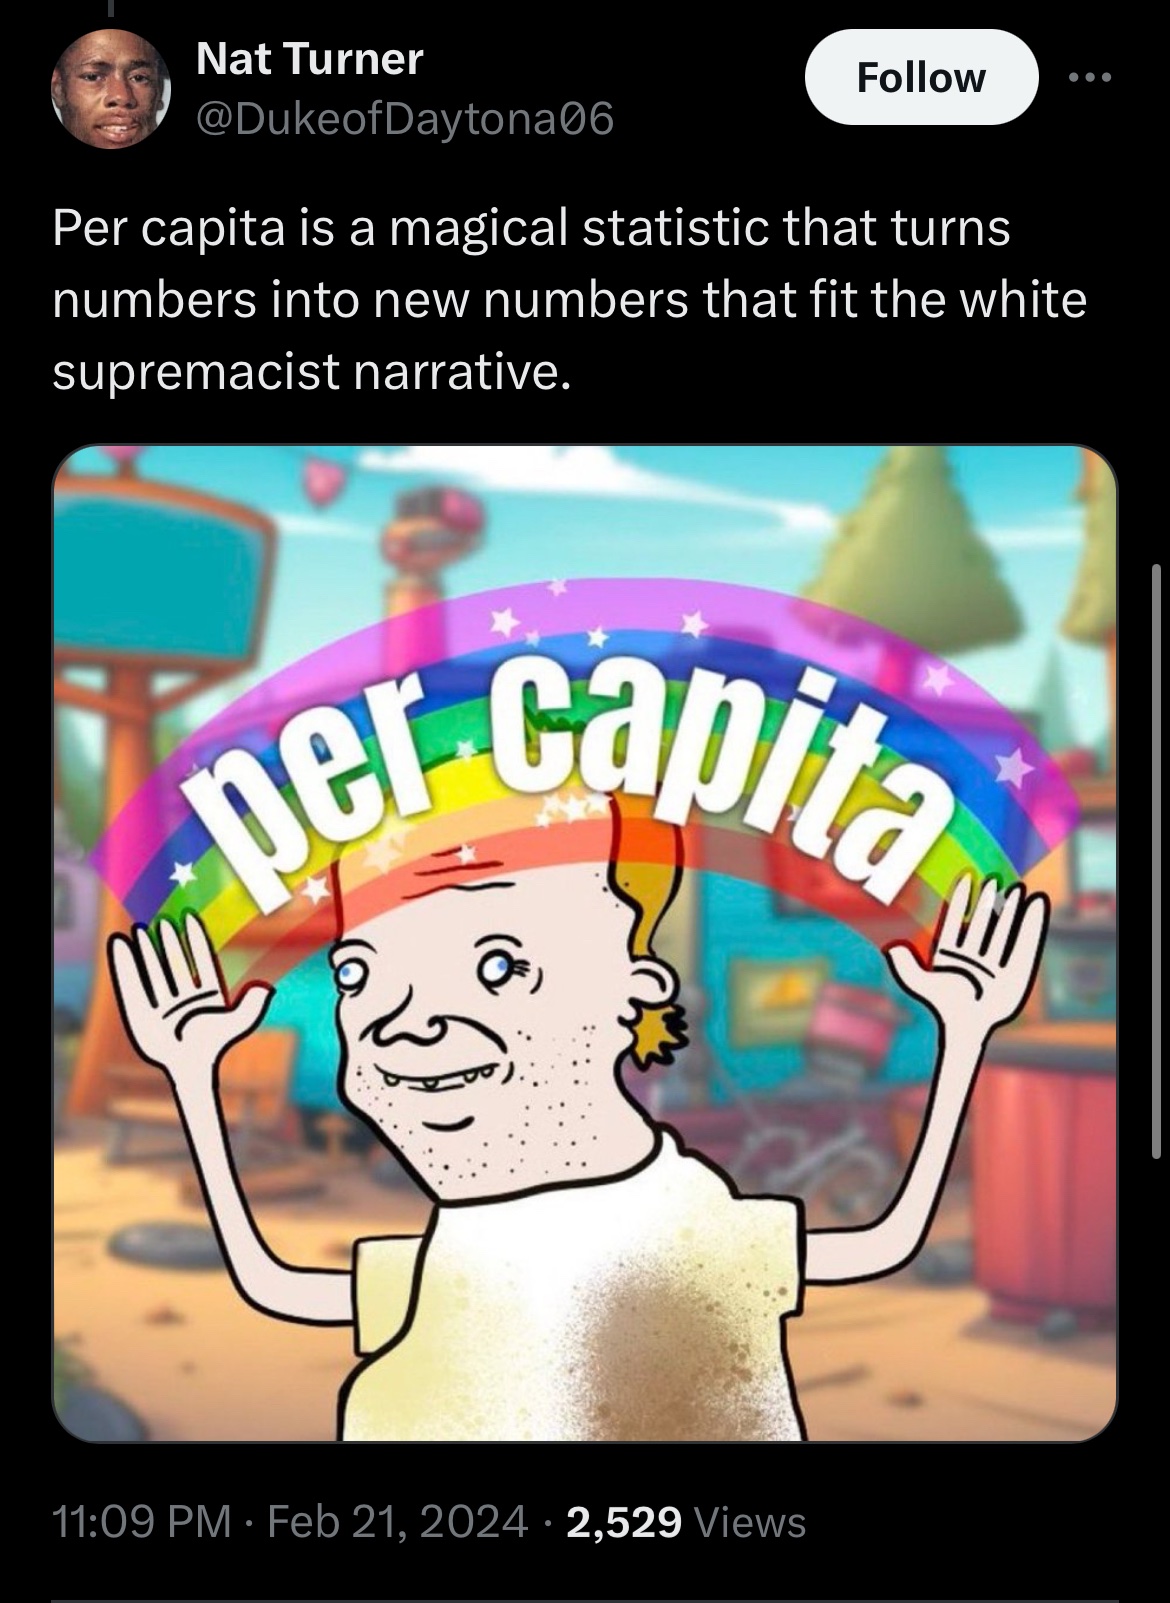 Nat Turner
Follow
@DukeofDaytona06
Per capita is a magical statistic that turns
numbers into new numbers that fit the white
supremacist narrative.
per capita
11:09 PM · Feb 21, 2024 · 2,529 Views